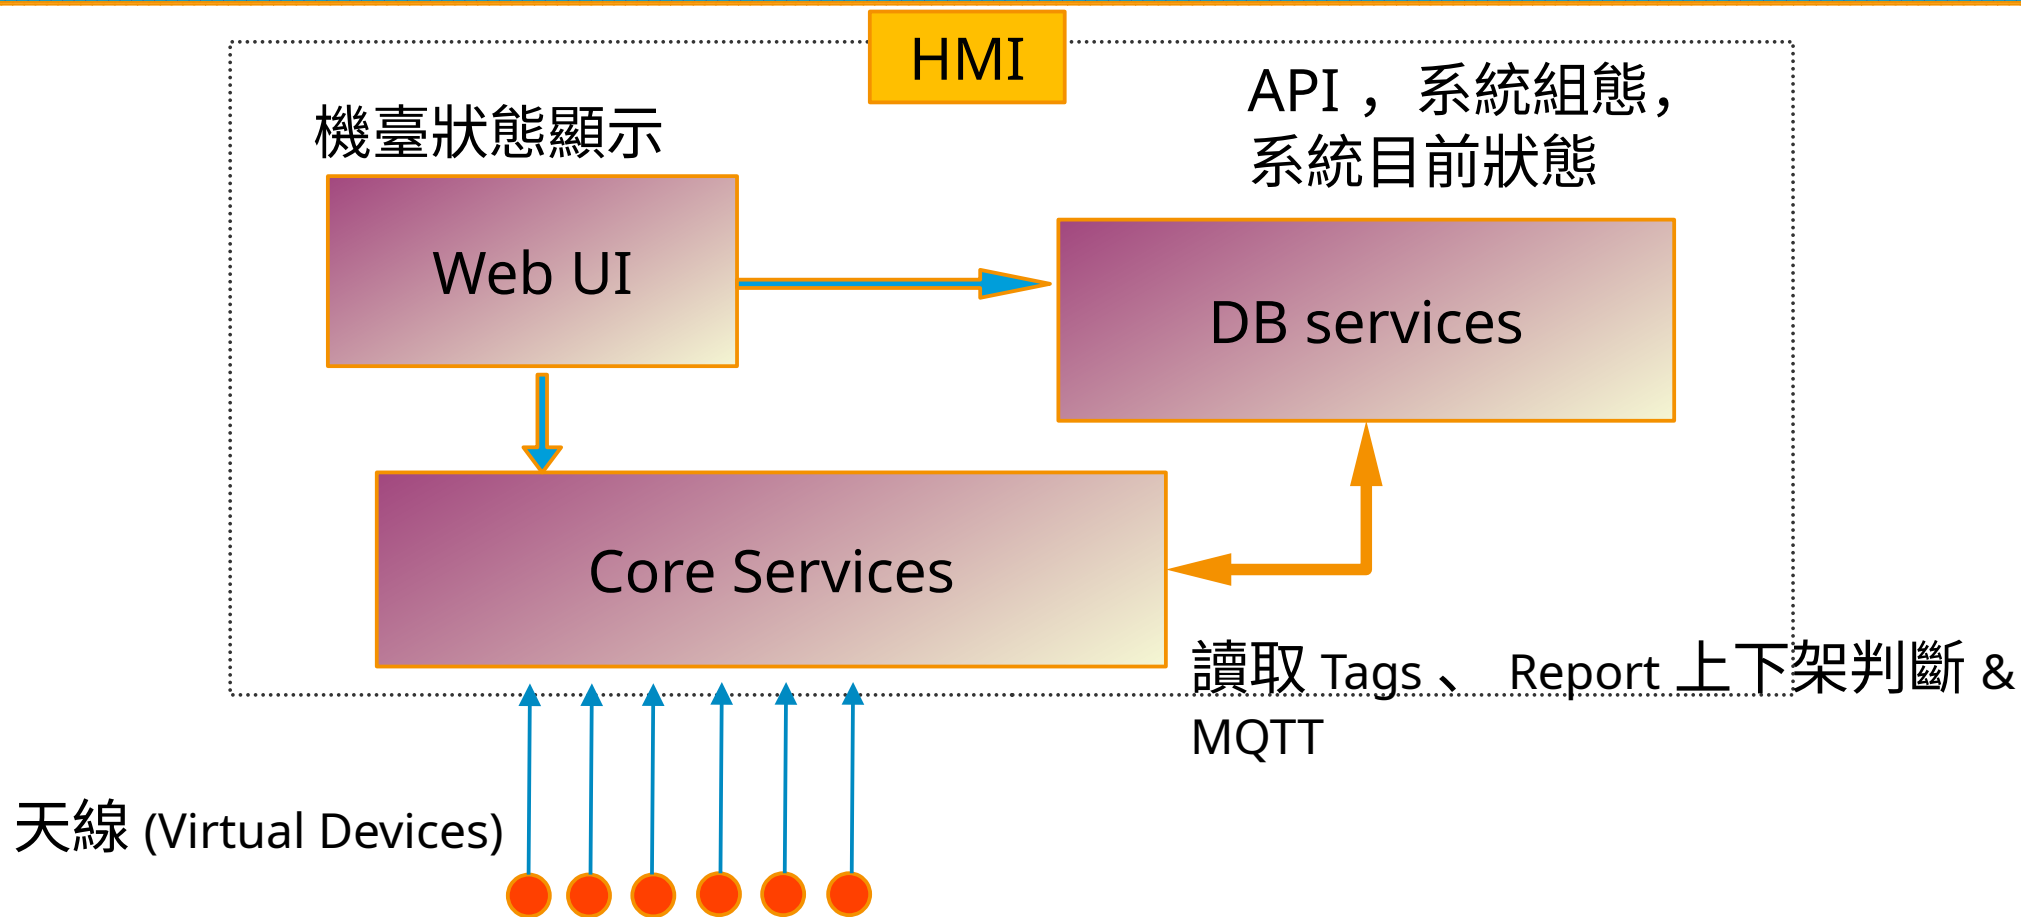 HMI
機臺狀態顯示
API ，系統組態，
系統目前狀態
Web UI
DB services
Core Services
讀取 Tags 、 Report 上下架判斷 &
MQTT
天線 (Virtual Devices)